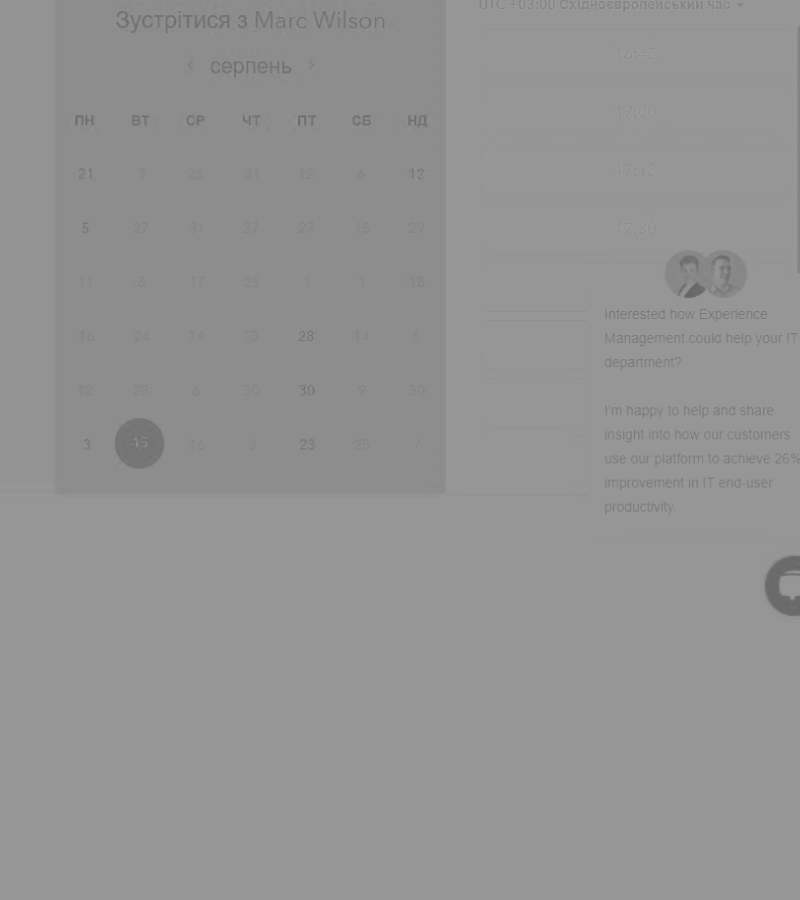 UTC +03:00 Східноєвропейський час
Зустрітися з Marc Wilson
серпень
ПН ВТ СР ЧТ ПТ СБ НД
21 3 26 31 12 6 12
5 27 31 27 27 15 29
11 8 17 25 1 1 18
16 24 14 13 28 14 5
12 28 6 30 30 9 30
3 45 16 3 23 25 7
16:45
17:00
17:15
17:30
Interested how Experience
Management could help your IT
department?
I'm happy to help and share
insight into how our customers
use our platform to achieve 26%
improvement in IT end-user
productivity.